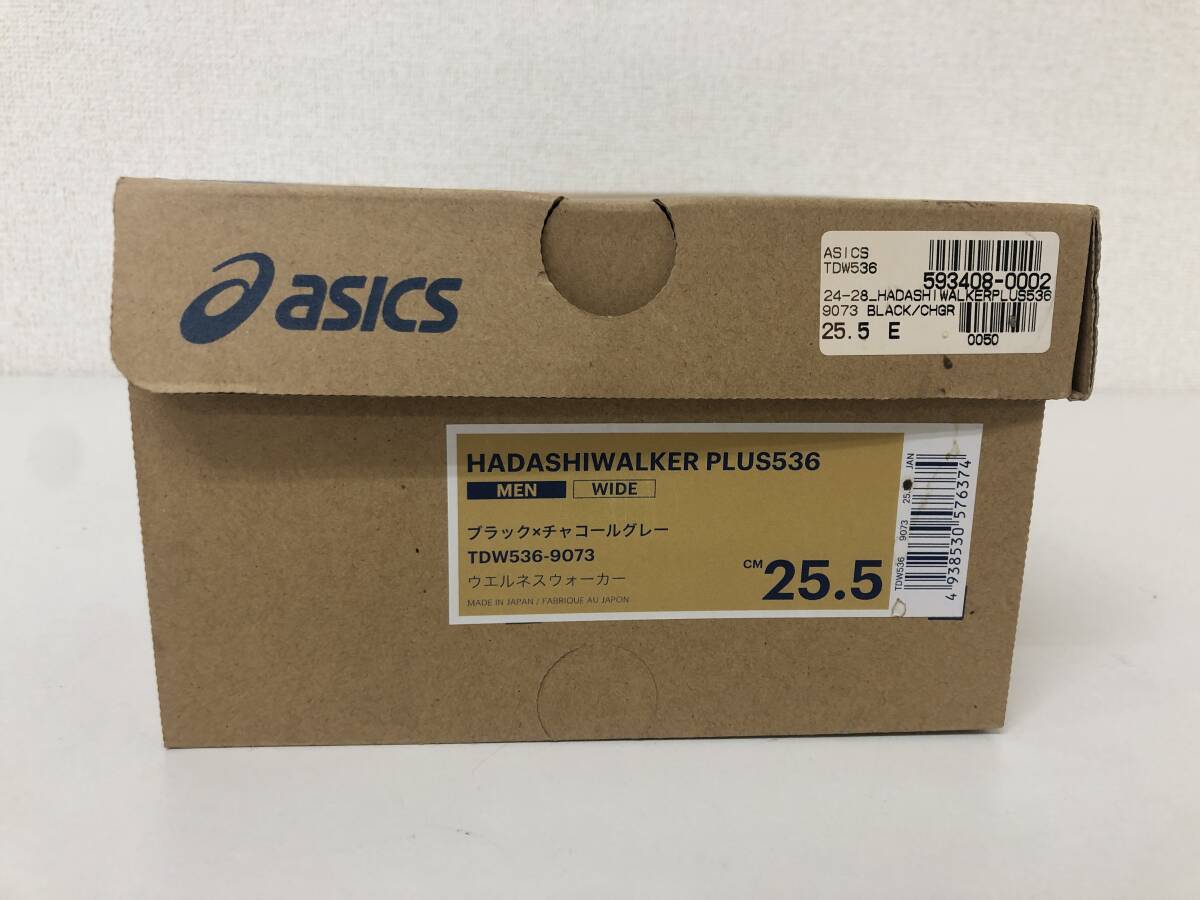 asics
ASICS
TDW536
593408-0002
24-28_HADASHIWALKERPLUS536
9073 BLACK/CHGR
25.5 E
0050
HADASHIWALKER PLUS536
MEN WIDE
ブラック×チャコールグレー
TDW536-9073
ウエルネスウォーカー
MADE IN JAPAN / FABRIQUE AU JAPON
CM 25.5
TDW536 9073 25. JAN
4 938530 576374